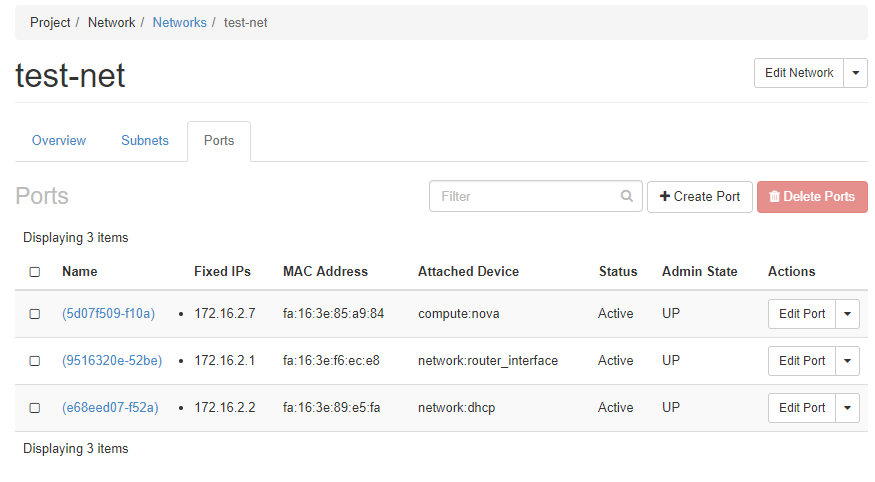 Project / Network / Networks / test-net
test-net
Edit Network
Overview Subnets Ports
Ports
Filter
Create Port
Delete Ports
Displaying 3 items
Name Fixed IPs MAC Address Attached Device Status Admin State Actions
(5d07f509-f10a) • 172.16.2.7 fa:16:3e:85:a9:84 compute:nova Active UP Edit Port
(9516320e-52be) • 172.16.2.1 fa:16:3e:f6:ec:e8 network:router_interface Active UP Edit Port
(e68eed07-f52a) • 172.16.2.2 fa:16:3e:89:e5:fa network:dhcp Active UP Edit Port
Displaying 3 items